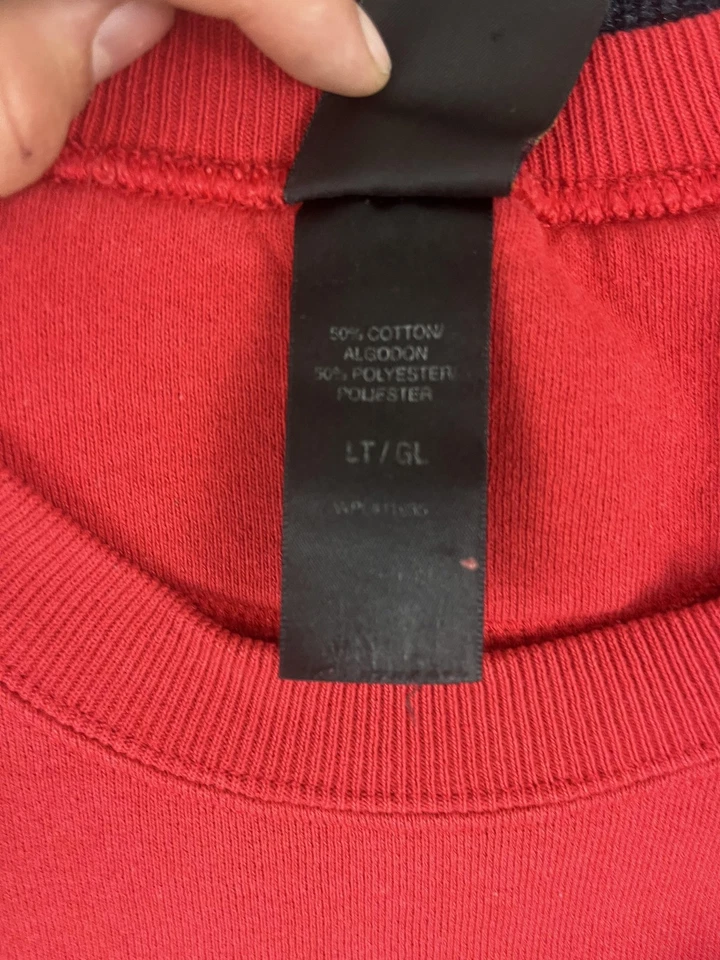 50% COTTON/
ALGODON
50% POLYESTER/
POLIESTER
LT/GL